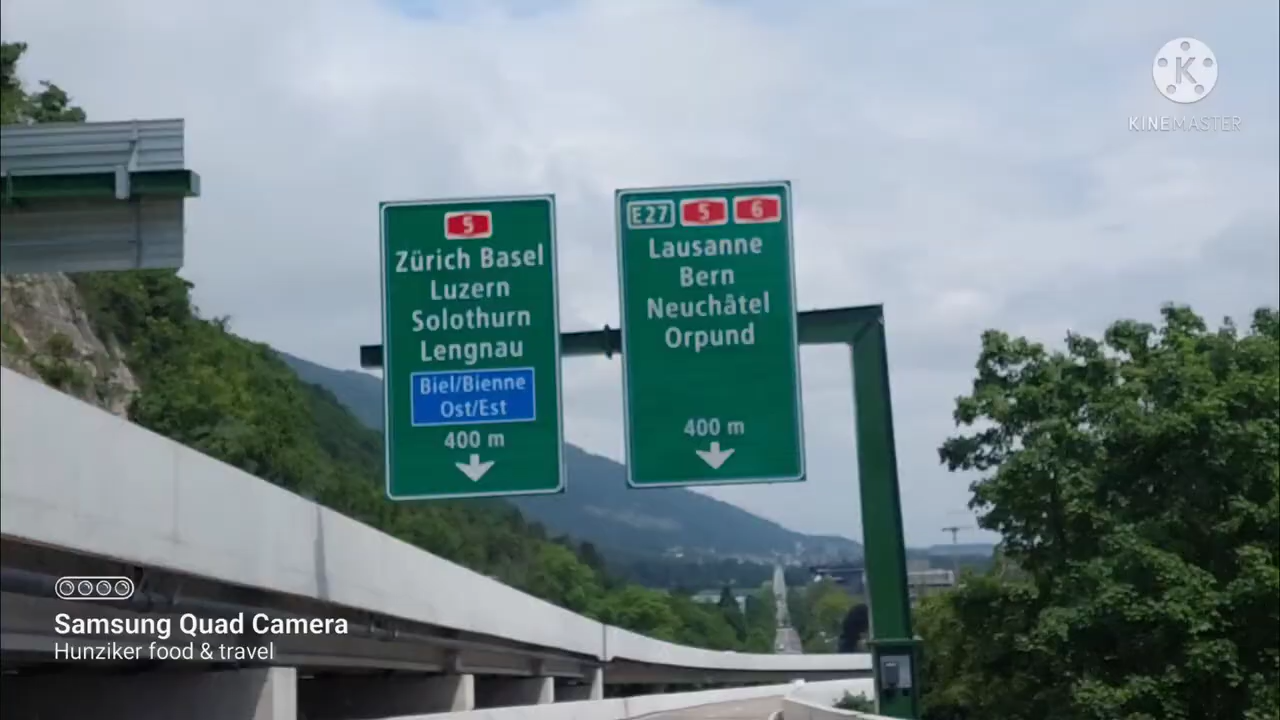 K
KINEMASTER
5
Zürich Basel
Luzern
Solothurn
Lengnau
Biel/Bienne
Ost/Est
400 m
E27 5 6
Lausanne
Bern
Neuchâtel
Orpund
400 m
Samsung Quad Camera
Hunziker food & travel